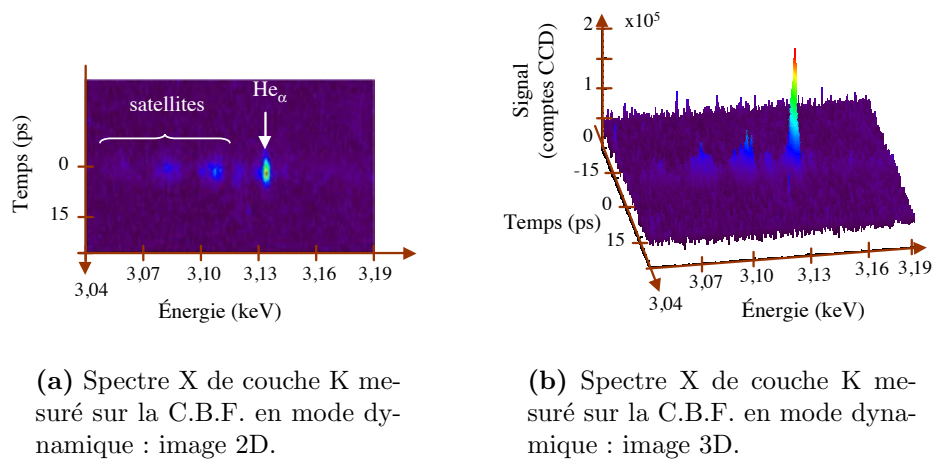 satellites
He_α
Temps (ps)
0
15
3,04
3,07
3,10
3,13
3,16
3,19
Énergie (keV)
(a) Spectre X de couche K me-
suré sur la C.B.F. en mode dy-
namique : image 2D.
2
x10⁵
1
0
Signal
(comptes CCD)
-15
0
15
Temps (ps)
3,04
3,07
3,10
3,13
3,16
3,19
Énergie (keV)
(b) Spectre X de couche K me-
suré sur la C.B.F. en mode dyna-
mique : image 3D.